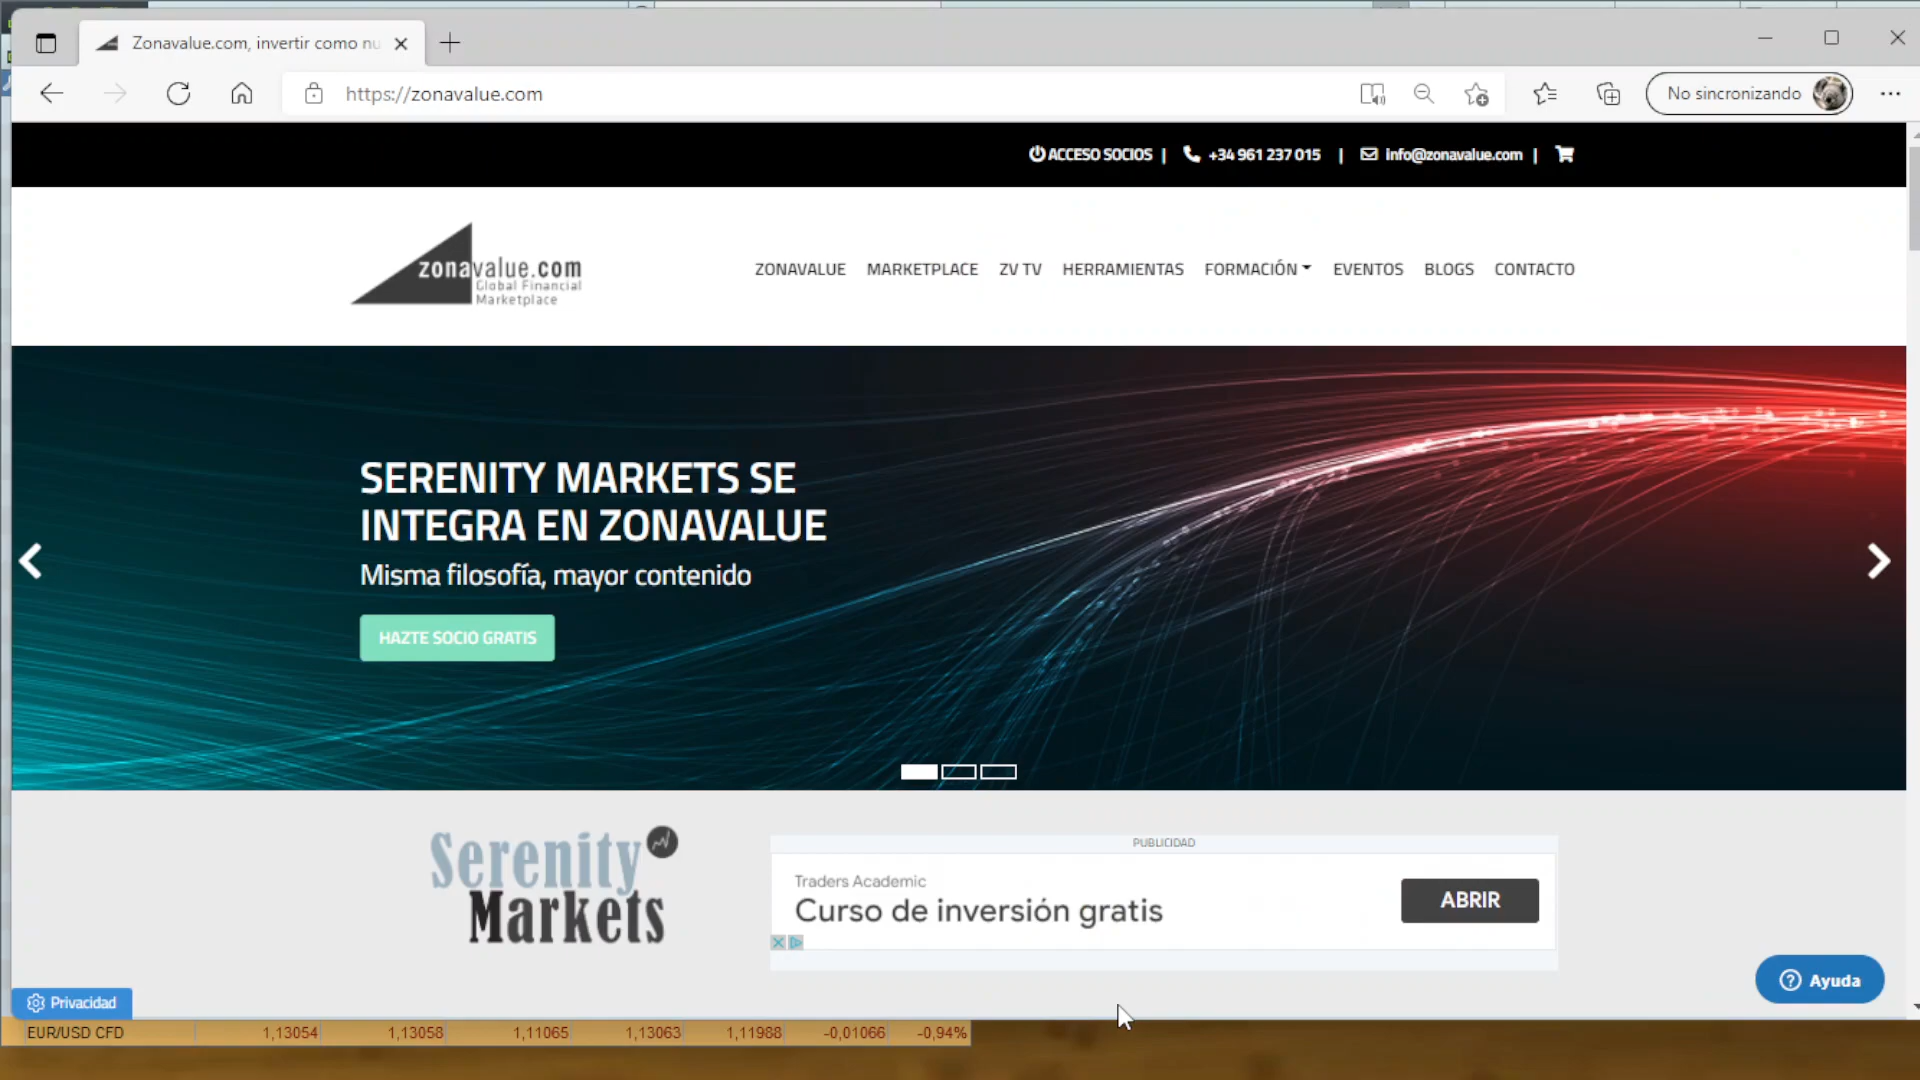 Zonavalue.com, invertir como nu
https://zonavalue.com
No sincronizando
ACCESO SOCIOS | +34 961 237 015 | info@zonavalue.com |
zonavalue.com
Global Financial
Marketplace
ZONAVALUE MARKETPLACE ZV TV HERRAMIENTAS FORMACIÓN EVENTOS BLOGS CONTACTO
SERENITY MARKETS SE
INTEGRA EN ZONAVALUE
Misma filosofía, mayor contenido
HAZTE SOCIO GRATIS
Serenity
Markets
PUBLICIDAD
Traders Academic
Curso de inversión gratis
ABRIR
Ayuda
Privacidad
EUR/USD CFD 1,13054 1,13058 1,11065 1,13063 1,11988 -0,01066 -0,94%